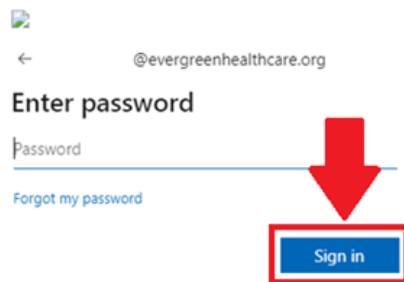 ← @evergreenhealthcare.org
Enter password
Password
Forgot my password
Sign in